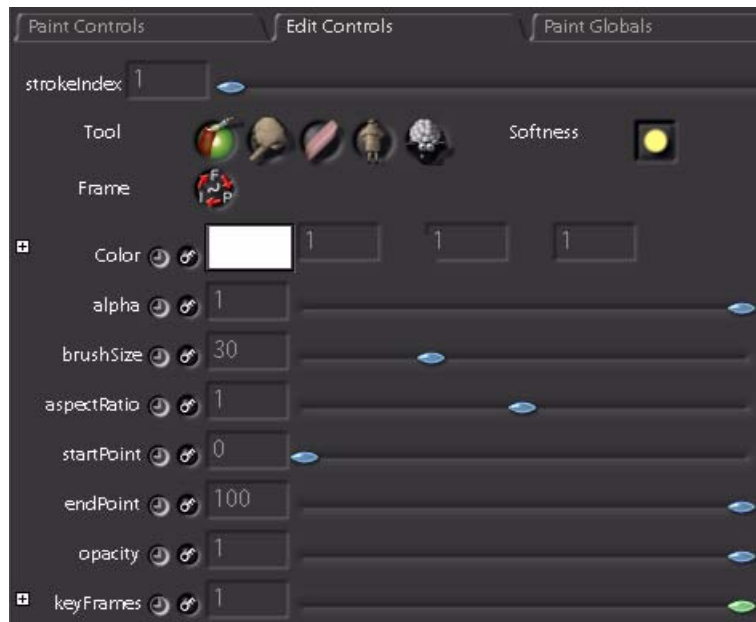 Paint Controls Edit Controls Paint Globals
strokeIndex 1
Tool Softness
Frame F I P
Color 1 1 1
alpha 1
brushSize 30
aspectRatio 1
startPoint 0
endPoint 100
opacity 1
keyFrames 1